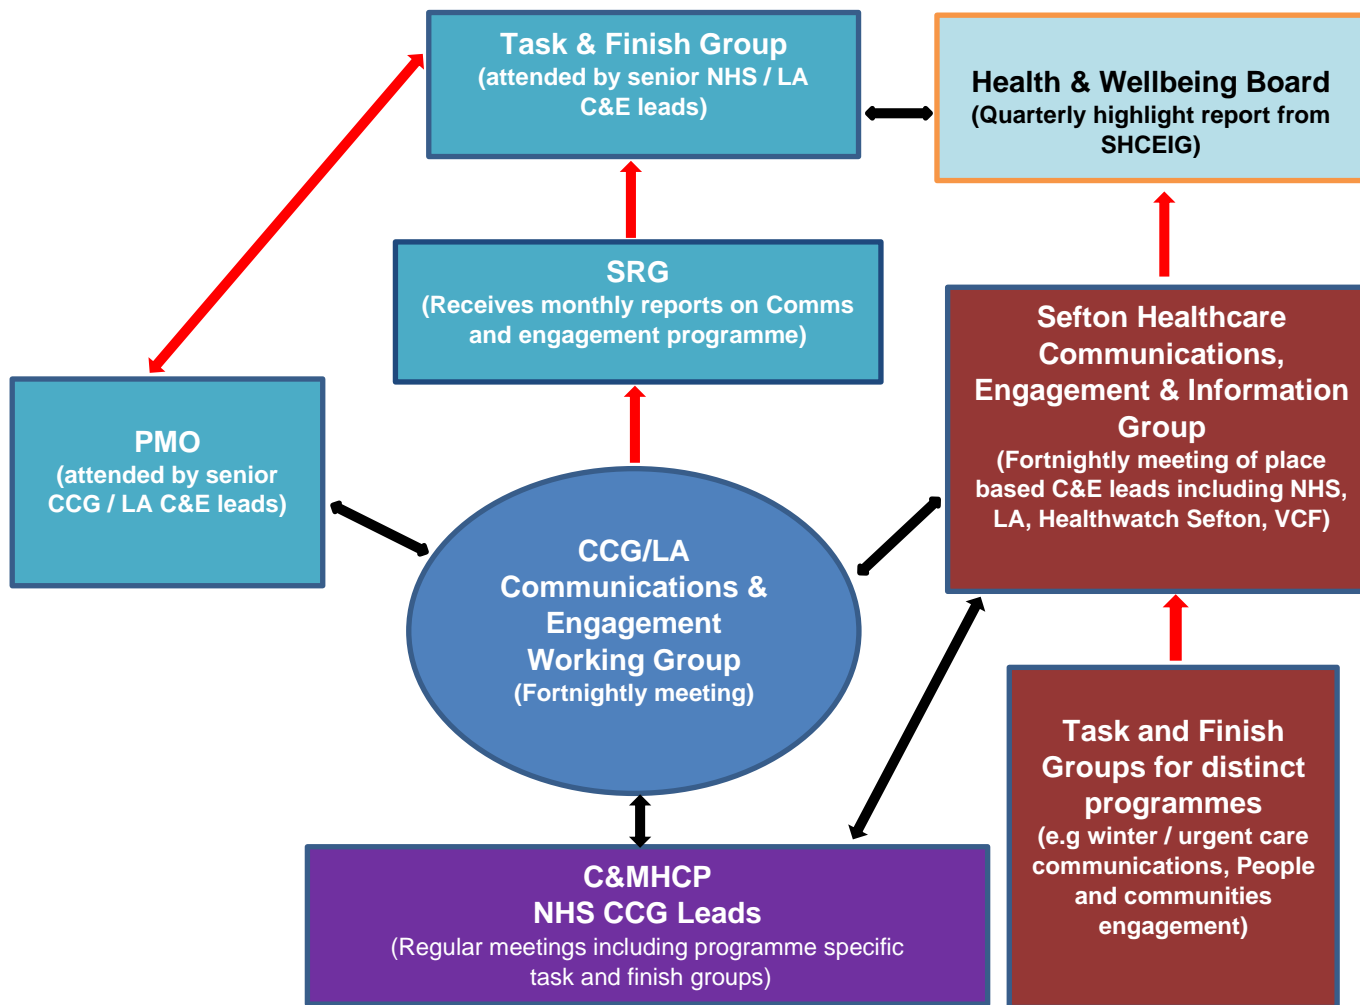 Task & Finish Group
(attended by senior NHS / LA
C&E leads)
Health & Wellbeing Board
(Quarterly highlight report from
SHCEIG)
SRG
(Receives monthly reports on Comms
and engagement programme)
Sefton Healthcare
Communications,
Engagement & Information
Group
(Fortnightly meeting of place
based C&E leads including NHS,
LA, Healthwatch Sefton, VCF)
PMO
(attended by senior
CCG / LA C&E leads)
CCG/LA
Communications &
Engagement
Working Group
(Fortnightly meeting)
Task and Finish
Groups for distinct
programmes
(e.g winter / urgent care
communications, People
and communities
engagement)
C&MHCP
NHS CCG Leads
(Regular meetings including programme specific
task and finish groups)